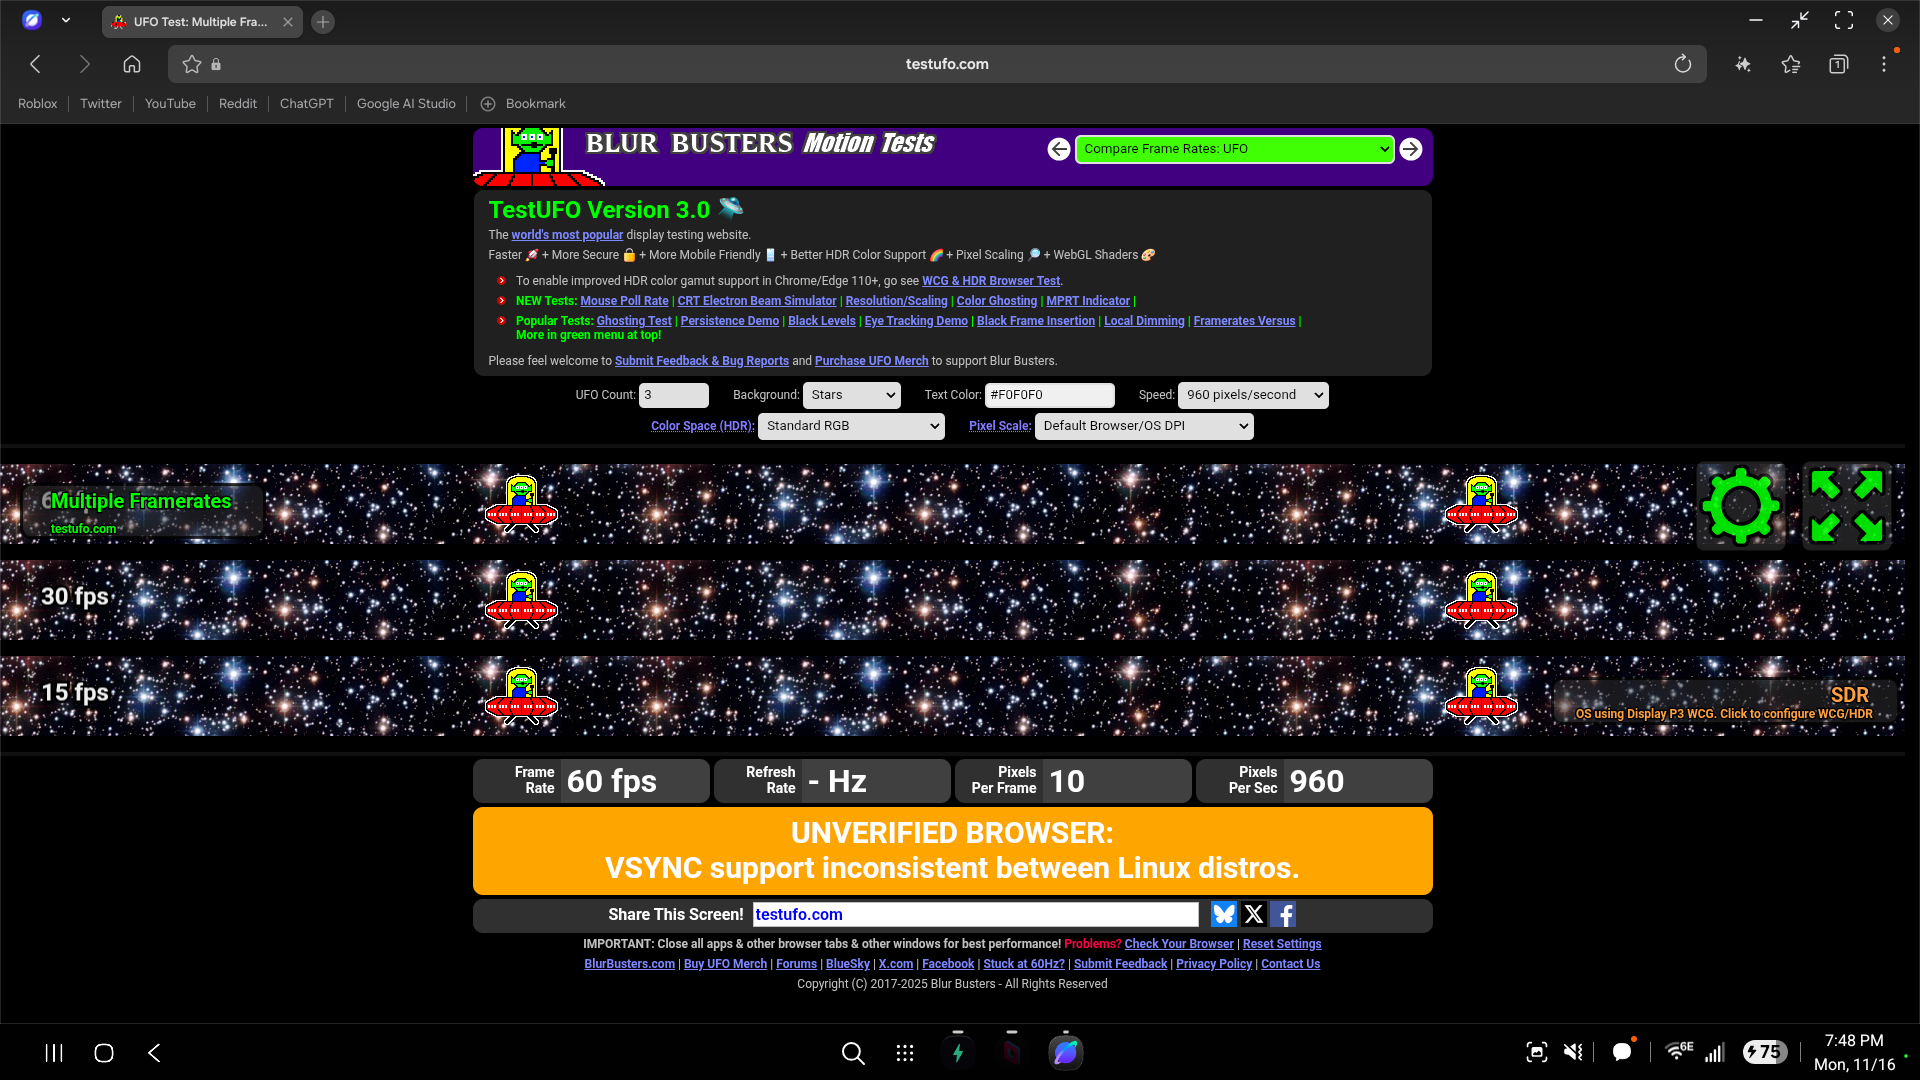 UFO Test: Multiple Fra...
testufo.com
1
Roblox
Twitter
YouTube
Reddit
ChatGPT
Google AI Studio
Bookmark
BLUR BUSTERS Motion Tests
Compare Frame Rates: UFO
TestUFO Version 3.0 🛸
The world's most popular display testing website.
Faster 🚀 + More Secure 🔒 + More Mobile Friendly 📱 + Better HDR Color Support 🌈 + Pixel Scaling 🔎 + WebGL Shaders 🎨
To enable improved HDR color gamut support in Chrome/Edge 110+, go see WCG & HDR Browser Test.
NEW Tests: Mouse Poll Rate | CRT Electron Beam Simulator | Resolution/Scaling | Color Ghosting | MPRT Indicator |
Popular Tests: Ghosting Test | Persistence Demo | Black Levels | Eye Tracking Demo | Black Frame Insertion | Local Dimming | Framerates Versus |
More in green menu at top!
Please feel welcome to Submit Feedback & Bug Reports and Purchase UFO Merch to support Blur Busters.
UFO Count: 3
Background: Stars
Text Color: #F0F0F0
Speed: 960 pixels/second
Color Space (HDR): Standard RGB
Pixel Scale: Default Browser/OS DPI
Multiple Framerates
testufo.com
30 fps
15 fps
SDR
OS using Display P3 WCG. Click to configure WCG/HDR
Frame Rate 60 fps
Refresh Rate - Hz
Pixels Per Frame 10
Pixels Per Sec 960
UNVERIFIED BROWSER:
VSYNC support inconsistent between Linux distros.
Share This Screen! testufo.com
IMPORTANT: Close all apps & other browser tabs & other windows for best performance! Problems? Check Your Browser | Reset Settings
BlurBusters.com | Buy UFO Merch | Forums | BlueSky | X.com | Facebook | Stuck at 60Hz? | Submit Feedback | Privacy Policy | Contact Us
Copyright (C) 2017-2025 Blur Busters - All Rights Reserved
6E
75
7:48 PM
Mon, 11/16